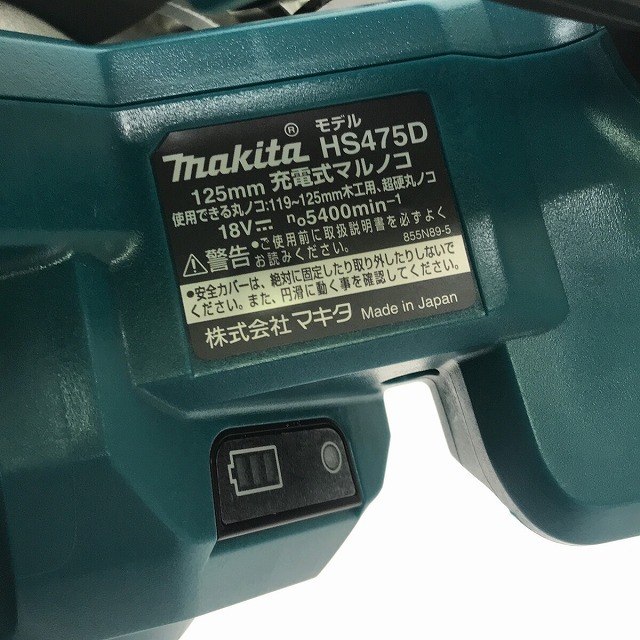 makita® モデル HS475D
125mm 充電式マルノコ
使用できる丸ノコ:119~125mm木工用、超硬丸ノコ
18V⎓ n₀5400min⁻¹
⚠警告 •ご使用前に取扱説明書を必ずよく
お読みください。 855N89-5
•安全カバーは、絶対に固定したり取り外したりしないで
ください。また、円滑に動く事を確認してください。
株式会社マキタ Made in Japan